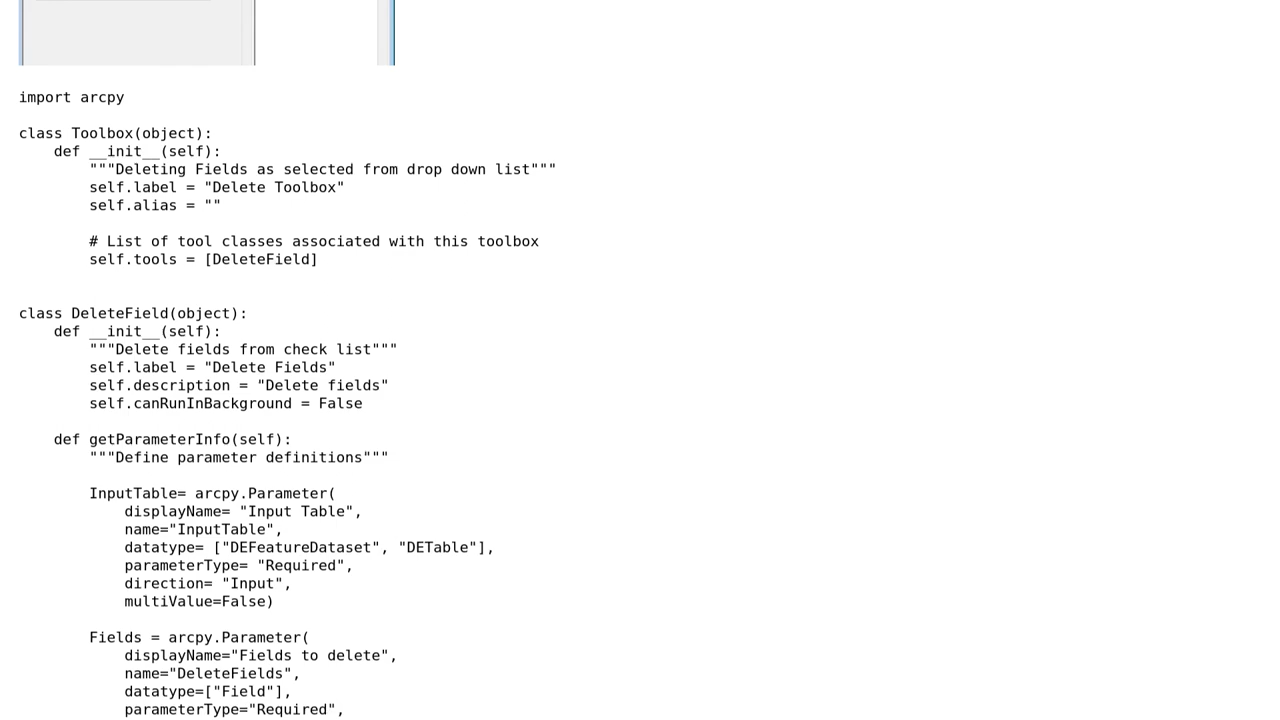 import arcpy

class Toolbox(object):
    def __init__(self):
        """Deleting Fields as selected from drop down list"""
        self.label = "Delete Toolbox"
        self.alias = ""

        # List of tool classes associated with this toolbox
        self.tools = [DeleteField]


class DeleteField(object):
    def __init__(self):
        """Delete fields from check list"""
        self.label = "Delete Fields"
        self.description = "Delete fields"
        self.canRunInBackground = False

    def getParameterInfo(self):
        """Define parameter definitions"""

        InputTable= arcpy.Parameter(
            displayName= "Input Table",
            name="InputTable",
            datatype= ["DEFeatureDataset", "DETable"],
            parameterType= "Required",
            direction= "Input",
            multiValue=False)

        Fields = arcpy.Parameter(
            displayName="Fields to delete",
            name="DeleteFields",
            datatype=["Field"],
            parameterType="Required",